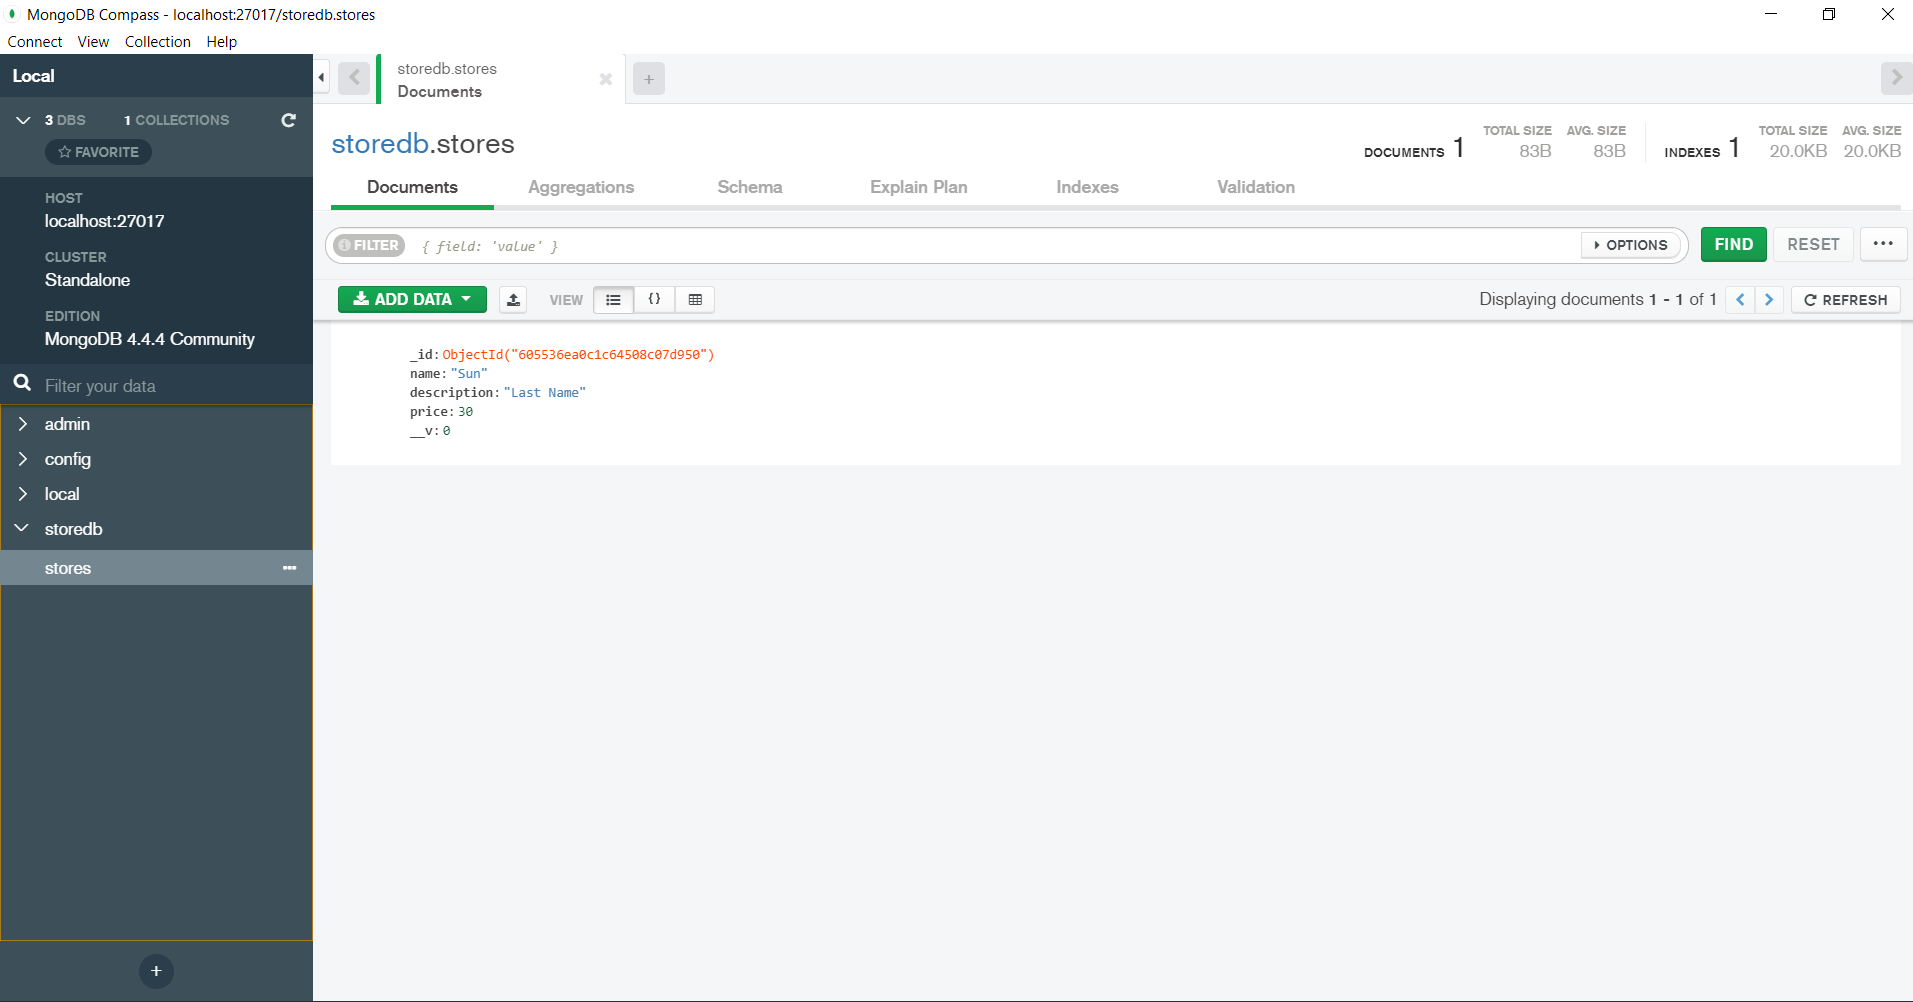 MongoDB Compass - localhost:27017/storedb.stores
Connect View Collection Help
Local
3 DBS 1 COLLECTIONS
FAVORITE
HOST
localhost:27017
CLUSTER
Standalone
EDITION
MongoDB 4.4.4 Community
Filter your data
admin
config
local
storedb
stores
+
storedb.stores
Documents
+
storedb.stores
DOCUMENTS 1 TOTAL SIZE 83B AVG. SIZE 83B INDEXES 1 TOTAL SIZE 20.0KB AVG. SIZE 20.0KB
Documents Aggregations Schema Explain Plan Indexes Validation
FILTER { field: 'value' } OPTIONS FIND RESET ...
ADD DATA VIEW {} Displaying documents 1 - 1 of 1 REFRESH
_id: ObjectId("605536ea0c1c64508c07d950")
name: "Sun"
description: "Last Name"
price: 30
__v: 0